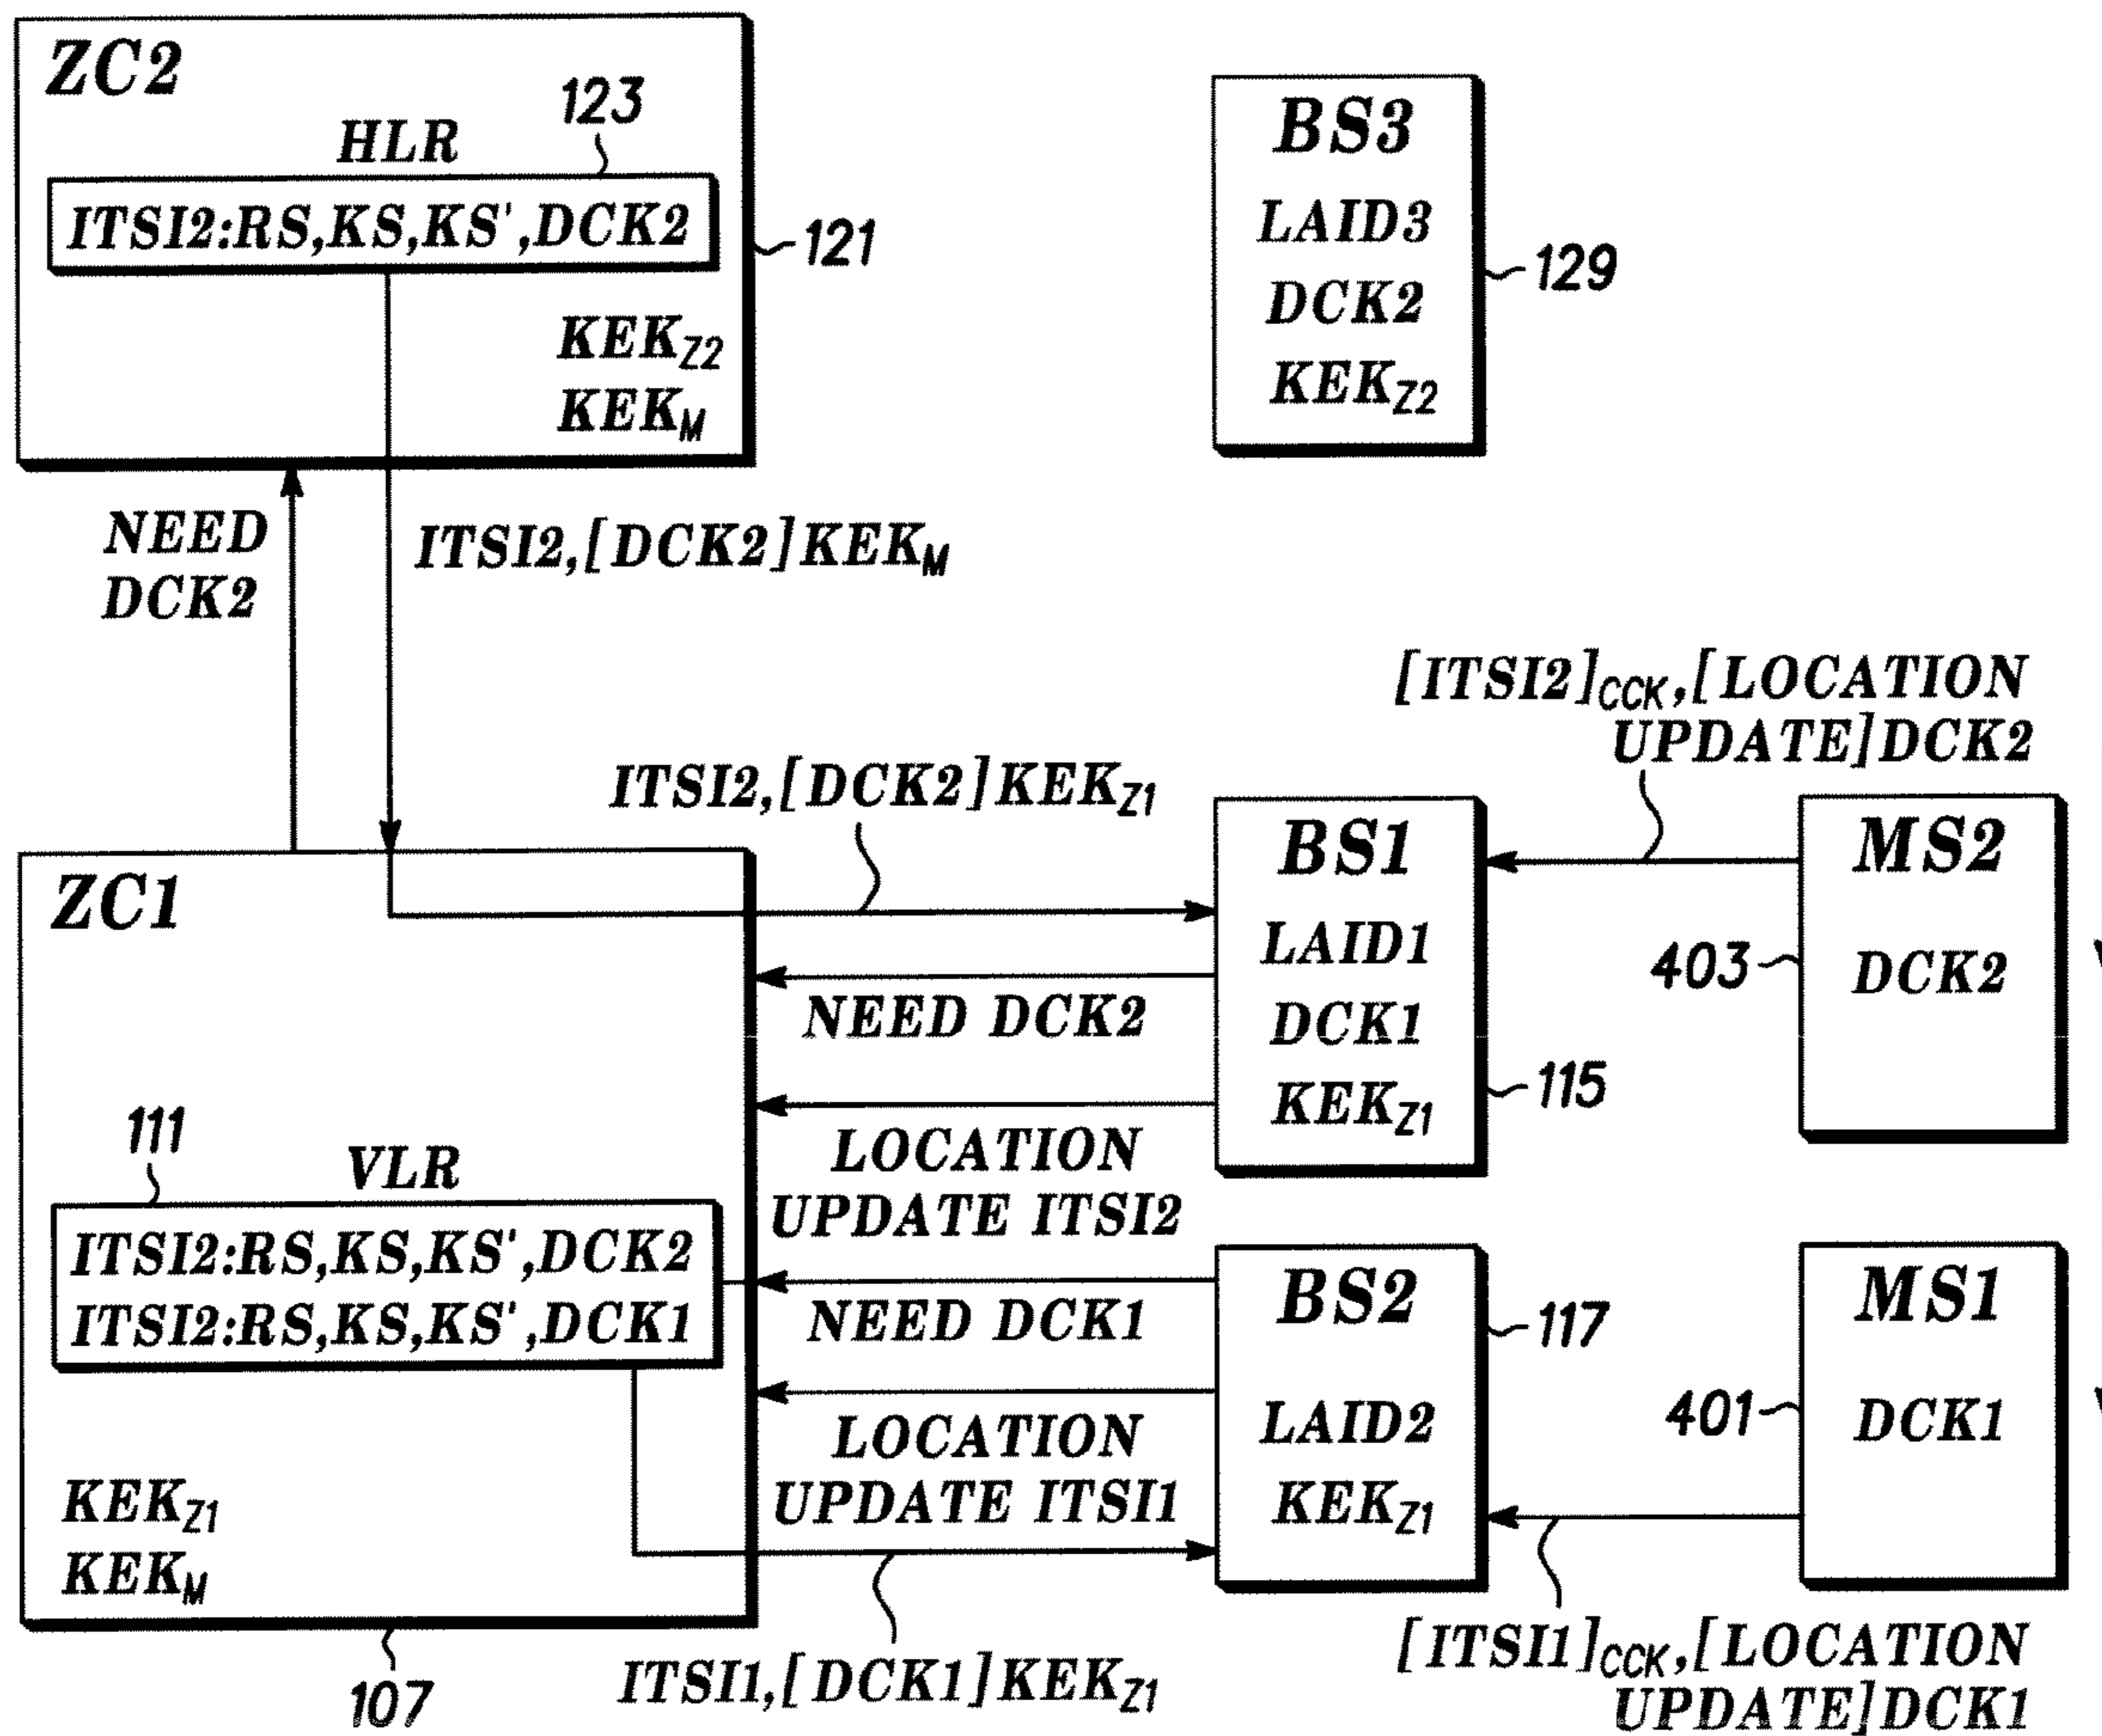 ZC2
123
HLR
ITSI2:RS,KS,KS',DCK2
121
KEKZ2
KEKM
BS3
LAID3
DCK2
KEKZ2
129
NEED
DCK2
ITSI2,[DCK2]KEKM
[ITSI2]CCK,[LOCATION
UPDATE]DCK2
ITSI2,[DCK2]KEKZ1
ZC1
BS1
LAID1
DCK1
KEKZ1
115
MS2
DCK2
403
NEED DCK2
LOCATION
UPDATE ITSI2
111
VLR
ITSI2:RS,KS,KS',DCK2
ITSI2:RS,KS,KS',DCK1
NEED DCK1
LOCATION
UPDATE ITSI1
BS2
LAID2
KEKZ1
117
MS1
DCK1
401
KEKZ1
KEKM
107
ITSI1,[DCK1]KEKZ1
[ITSI1]CCK,[LOCATION
UPDATE]DCK1